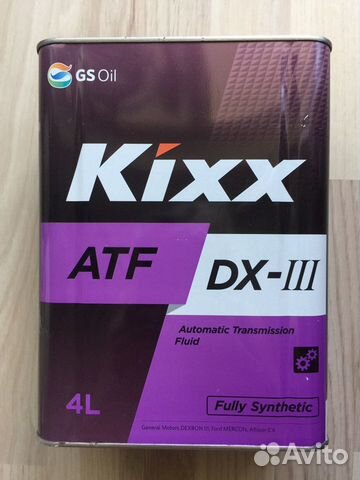 GS Oil
Kixx
ATF
DX-III
Automatic Transmission
Fluid
4L
Fully Synthetic
General Motors DEXRON III, Ford MERCON, Allison C4
Avito